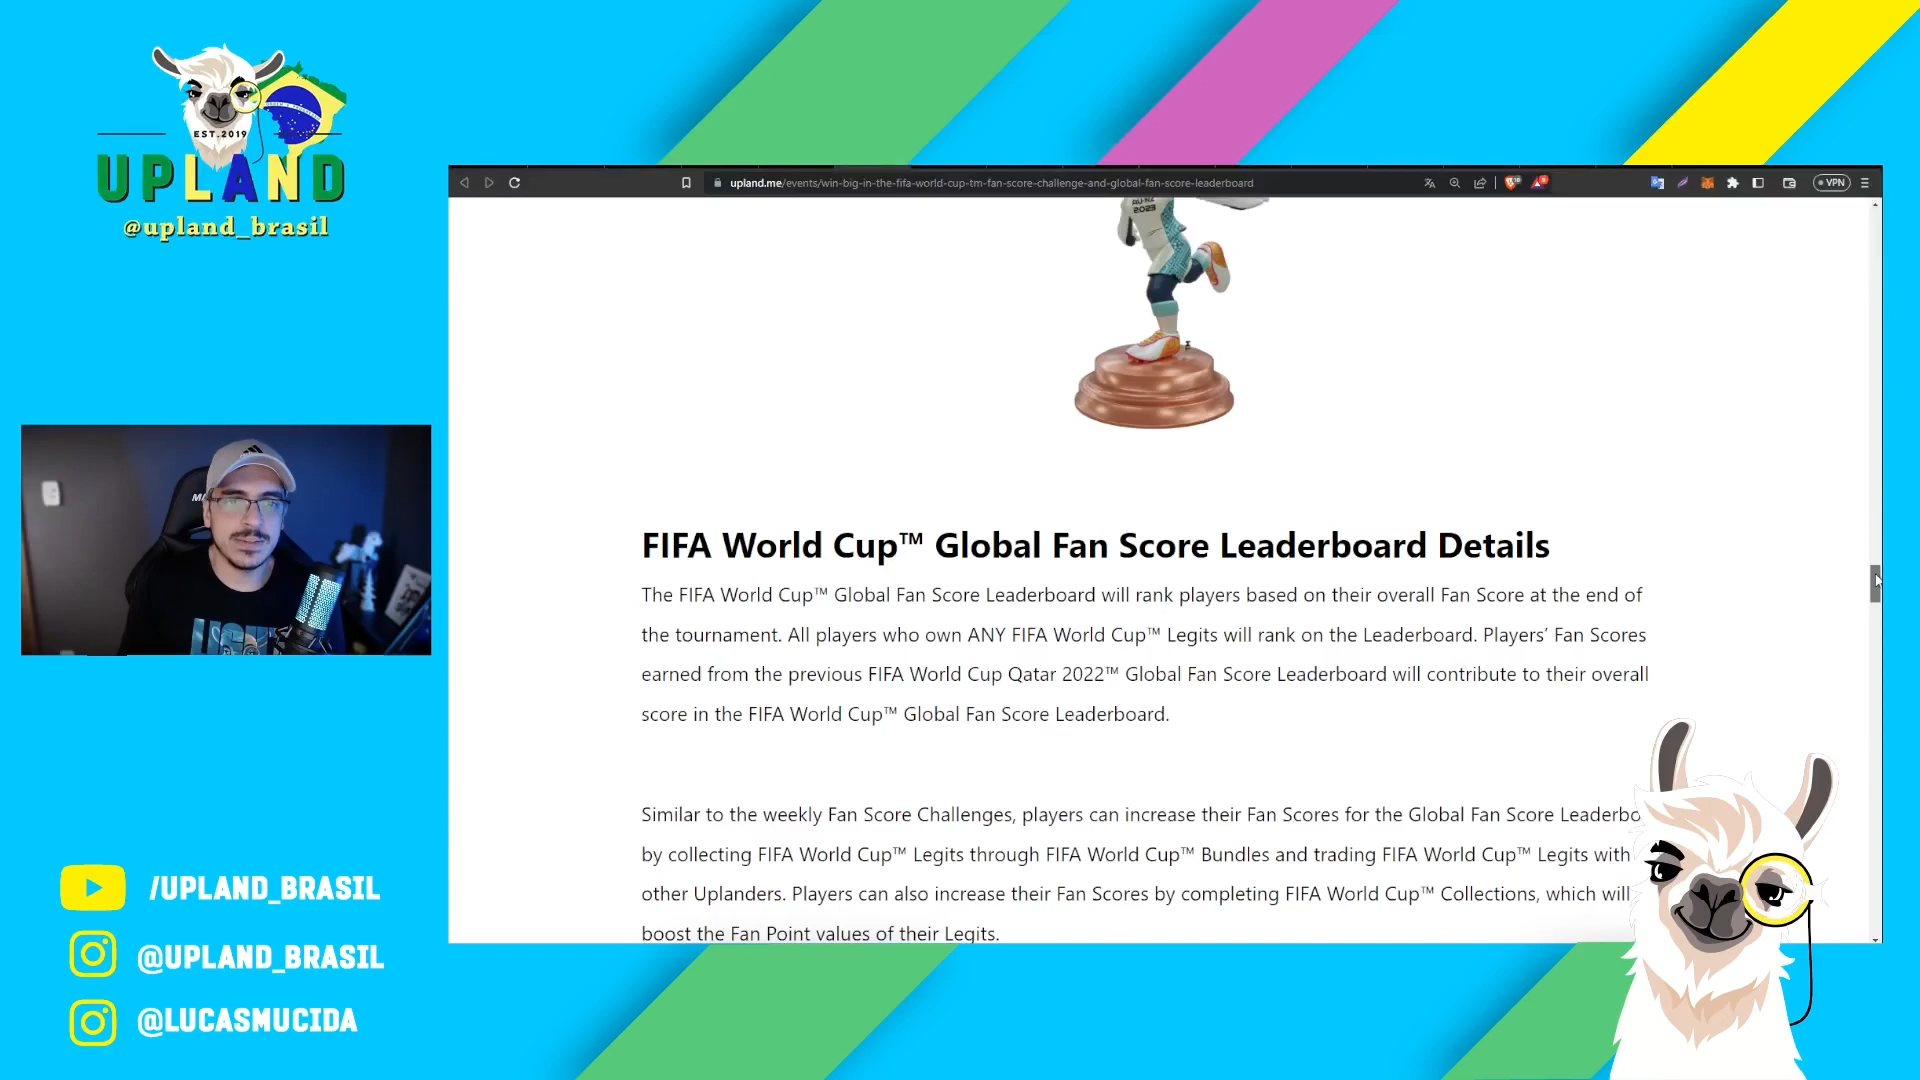 EST.2019
UPLAND
@upland_brasil
upland.me/events/win-big-in-the-fifa-world-cup-tm-fan-score-challenge-and-global-fan-score-leaderboard
VPN
AU·NZ
2023
FIFA World Cup™ Global Fan Score Leaderboard Details
The FIFA World Cup™ Global Fan Score Leaderboard will rank players based on their overall Fan Score at the end of
the tournament. All players who own ANY FIFA World Cup™ Legits will rank on the Leaderboard. Players’ Fan Scores
earned from the previous FIFA World Cup Qatar 2022™ Global Fan Score Leaderboard will contribute to their overall
score in the FIFA World Cup™ Global Fan Score Leaderboard.
Similar to the weekly Fan Score Challenges, players can increase their Fan Scores for the Global Fan Score Leaderbo
by collecting FIFA World Cup™ Legits through FIFA World Cup™ Bundles and trading FIFA World Cup™ Legits with
other Uplanders. Players can also increase their Fan Scores by completing FIFA World Cup™ Collections, which will
boost the Fan Point values of their Legits.
/UPLAND_BRASIL
@UPLAND_BRASIL
@LUCASMUCIDA